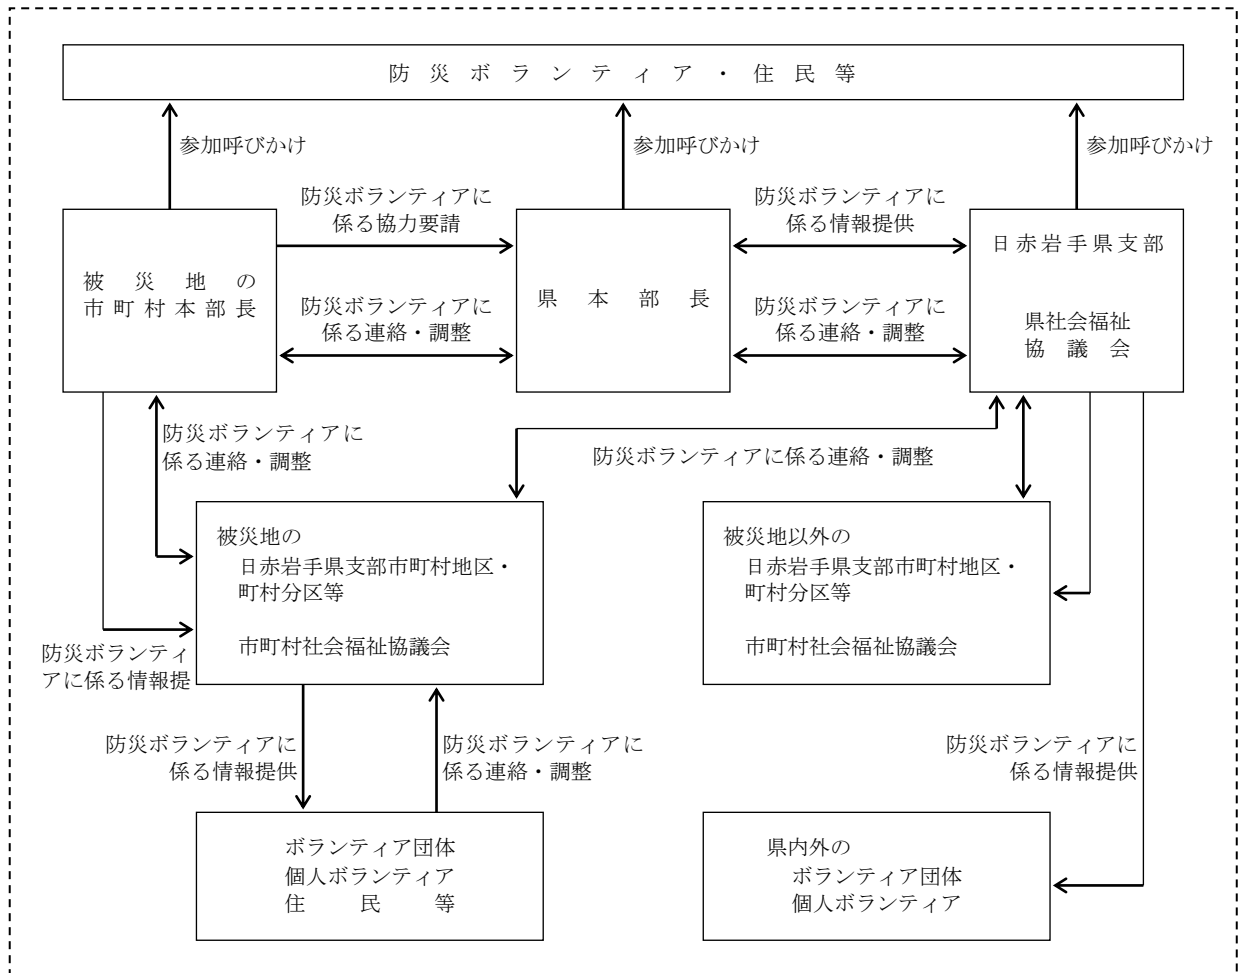 防災ボランティア・住民等
参加呼びかけ
参加呼びかけ
参加呼びかけ
防災ボランティアに
係る協力要請
防災ボランティアに
係る情報提供
被災地の
市町村本部長
県本部長
日赤岩手県支部
県社会福祉
協議会
防災ボランティアに
係る連絡・調整
防災ボランティアに
係る連絡・調整
防災ボランティアに
係る連絡・調整
防災ボランティアに係る連絡・調整
被災地の
日赤岩手県支部市町村地区・
町村分区等
市町村社会福祉協議会
被災地以外の
日赤岩手県支部市町村地区・
町村分区等
市町村社会福祉協議会
防災ボランティ
アに係る情報提
防災ボランティアに
係る情報提供
防災ボランティアに
係る連絡・調整
防災ボランティアに
係る情報提供
ボランティア団体
個人ボランティア
住民等
県内外の
ボランティア団体
個人ボランティア